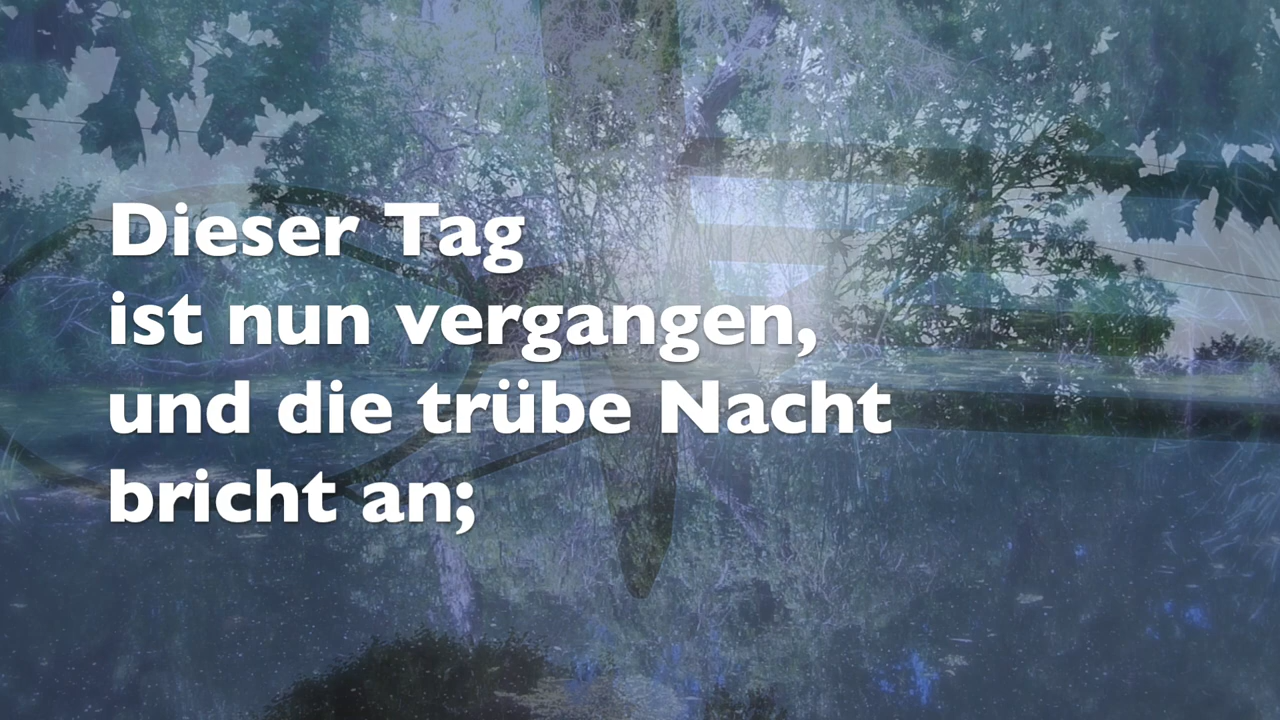 Dieser Tag
ist nun vergangen,
und die trübe Nacht
bricht an;